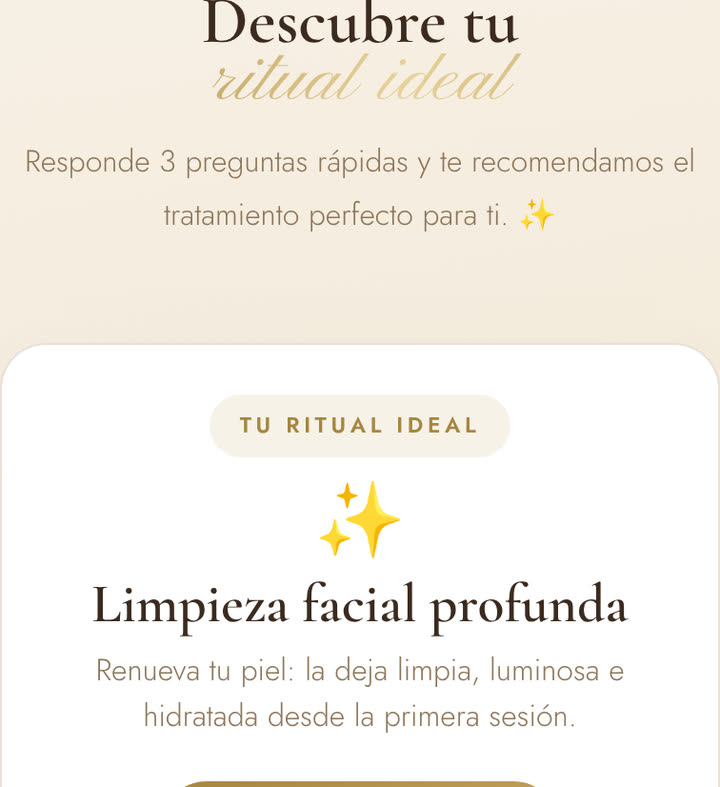 Descubre tu
ritual ideal
Responde 3 preguntas rápidas y te recomendamos el
tratamiento perfecto para ti. ✨
TU RITUAL IDEAL
✨
Limpieza facial profunda
Renueva tu piel: la deja limpia, luminosa e
hidratada desde la primera sesión.